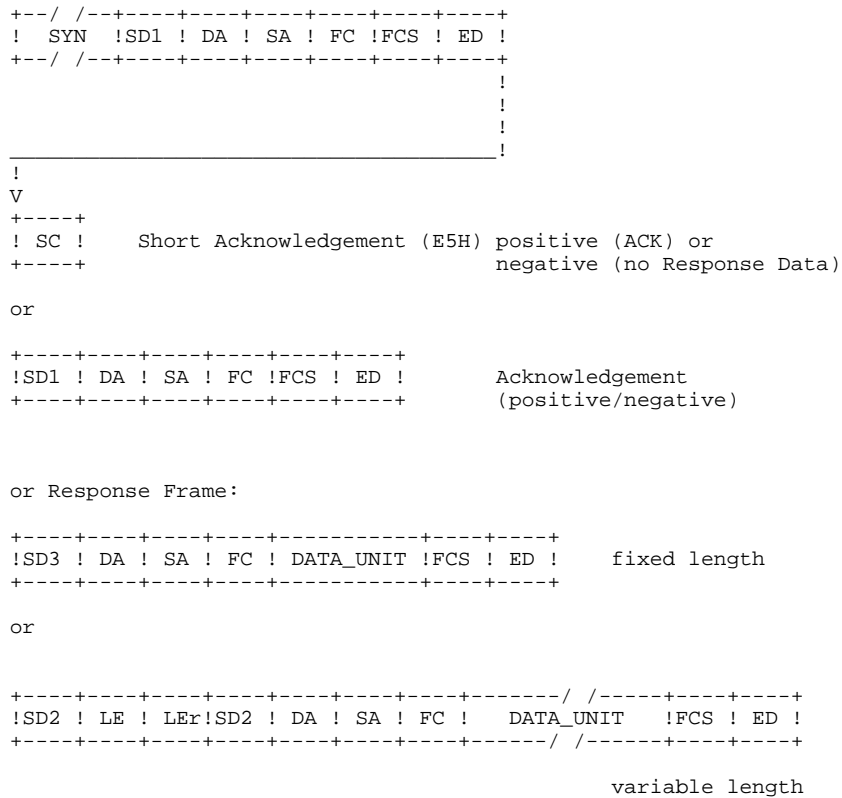 +--/ /--+----+----+----+----+----+----+
! SYN !SD1 ! DA ! SA ! FC !FCS ! ED !
+--/ /--+----+----+----+----+----+----+
!
!
!
______________________________________!
!
V
+----+
! SC ! Short Acknowledgement (E5H) positive (ACK) or
+----+ negative (no Response Data)
or
+----+----+----+----+----+----+
!SD1 ! DA ! SA ! FC !FCS ! ED ! Acknowledgement
+----+----+----+----+----+----+ (positive/negative)
or Response Frame:
+----+----+----+----+-----------+----+----+
!SD3 ! DA ! SA ! FC ! DATA_UNIT !FCS ! ED ! fixed length
+----+----+----+----+-----------+----+----+
or
+----+----+----+----+----+----+----+-------/ /-----+----+----+
!SD2 ! LE ! LEr!SD2 ! DA ! SA ! FC ! DATA_UNIT !FCS ! ED !
+----+----+----+----+----+----+----+------/ /------+----+----+
variable length